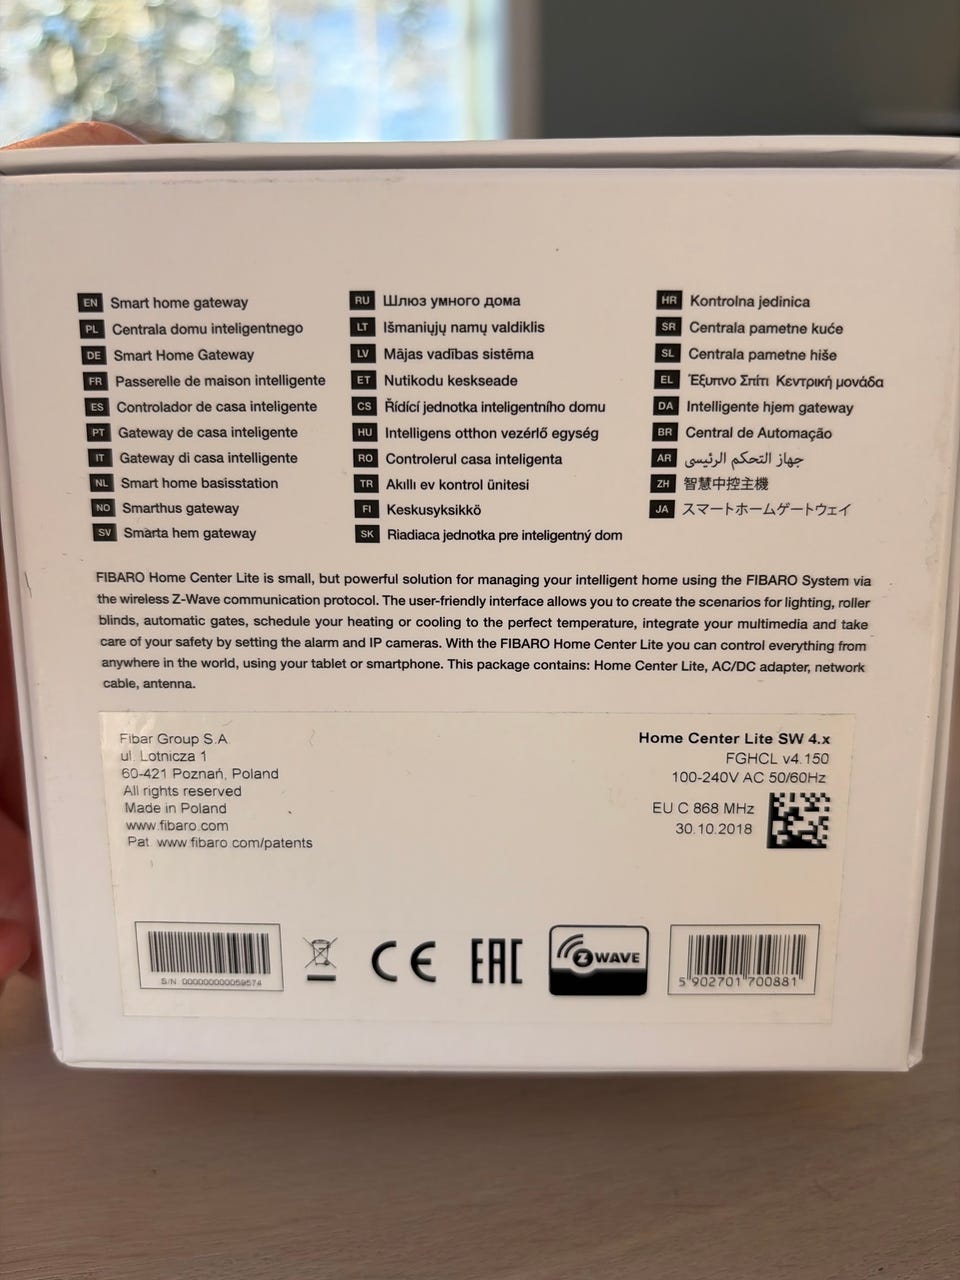 EN Smart home gateway
PL Centrala domu inteligentnego
DE Smart Home Gateway
FR Passerelle de maison intelligente
ES Controlador de casa inteligente
PT Gateway de casa inteligente
IT Gateway di casa intelligente
NL Smart home basisstation
NO Smarthus gateway
SV Smarta hem gateway
RU Шлюз умного дома
LT Išmaniųjų namų valdiklis
LV Mājas vadības sistēma
ET Nutikodu keskseade
CS Řídící jednotka inteligentního domu
HU Intelligens otthon vezérlő egység
RO Controlerul casa inteligenta
TR Akıllı ev kontrol ünitesi
FI Keskusyksikkö
SK Riadiaca jednotka pre inteligentný dom
HR Kontrolna jedinica
SR Centrala pametne kuće
SL Centrala pametne hiše
EL Έξυπνο Σπίτι Κεντρική μονάδα
DA Intelligente hjem gateway
BR Central de Automação
AR جهاز التحكم الرئيسى
ZH 智慧中控主機
JA スマートホームゲートウェイ
FIBARO Home Center Lite is small, but powerful solution for managing your intelligent home using the FIBARO System via
the wireless Z-Wave communication protocol. The user-friendly interface allows you to create the scenarios for lighting, roller
blinds, automatic gates, schedule your heating or cooling to the perfect temperature, integrate your multimedia and take
care of your safety by setting the alarm and IP cameras. With the FIBARO Home Center Lite you can control everything from
anywhere in the world, using your tablet or smartphone. This package contains: Home Center Lite, AC/DC adapter, network
cable, antenna.
Fibar Group S.A.
ul. Lotnicza 1
60-421 Poznań, Poland
All rights reserved
Made in Poland
www.fibaro.com
Pat. www.fibaro.com/patents
Home Center Lite SW 4.x
FGHCL v4.150
100-240V AC 50/60Hz
EU C 868 MHz
30.10.2018
S/N 000000000059574
CE
EAC
Z WAVE
5 902701 700881